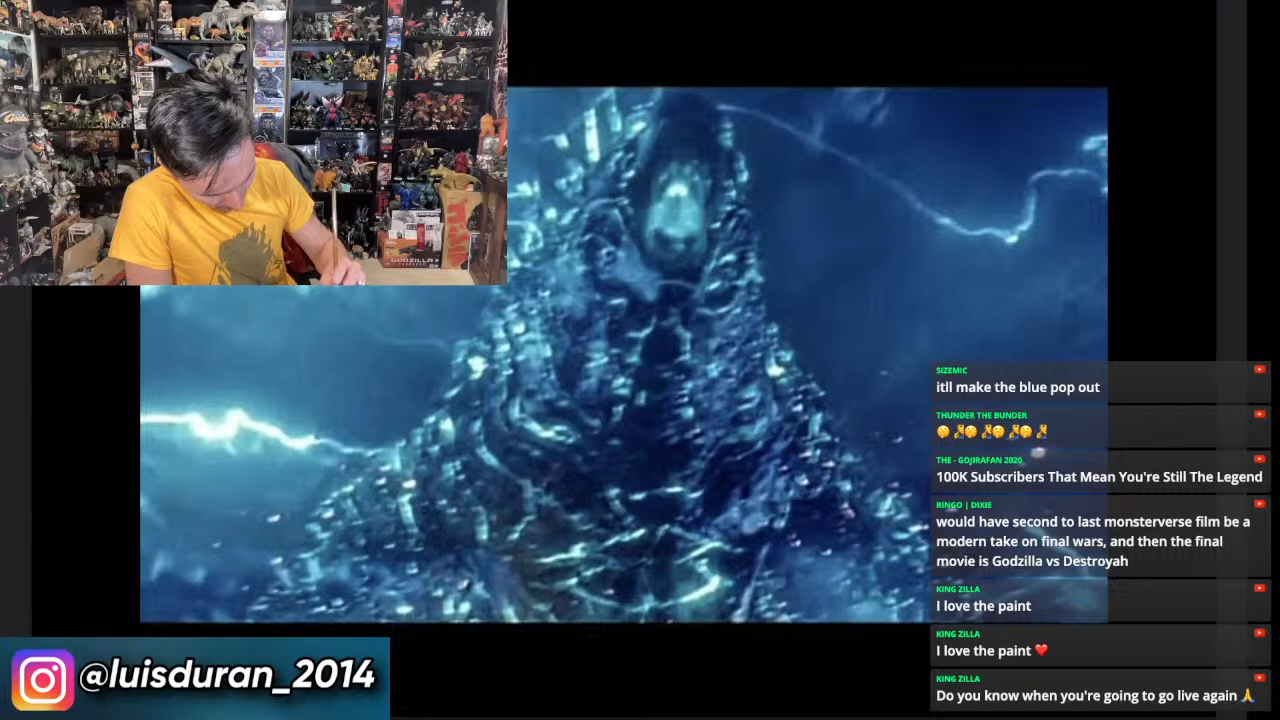 GODZILLA
SIZEMIC
itll make the blue pop out
THUNDER THE BUNDER
THE - GOJIRAFAN 2020
100K Subscribers That Mean You're Still The Legend
RINGO | DIXIE
would have second to last monsterverse film be a
modern take on final wars, and then the final
movie is Godzilla vs Destroyah
KING ZILLA
I love the paint
KING ZILLA
I love the paint ❤️
KING ZILLA
Do you know when you're going to go live again 🙏
@luisduran_2014